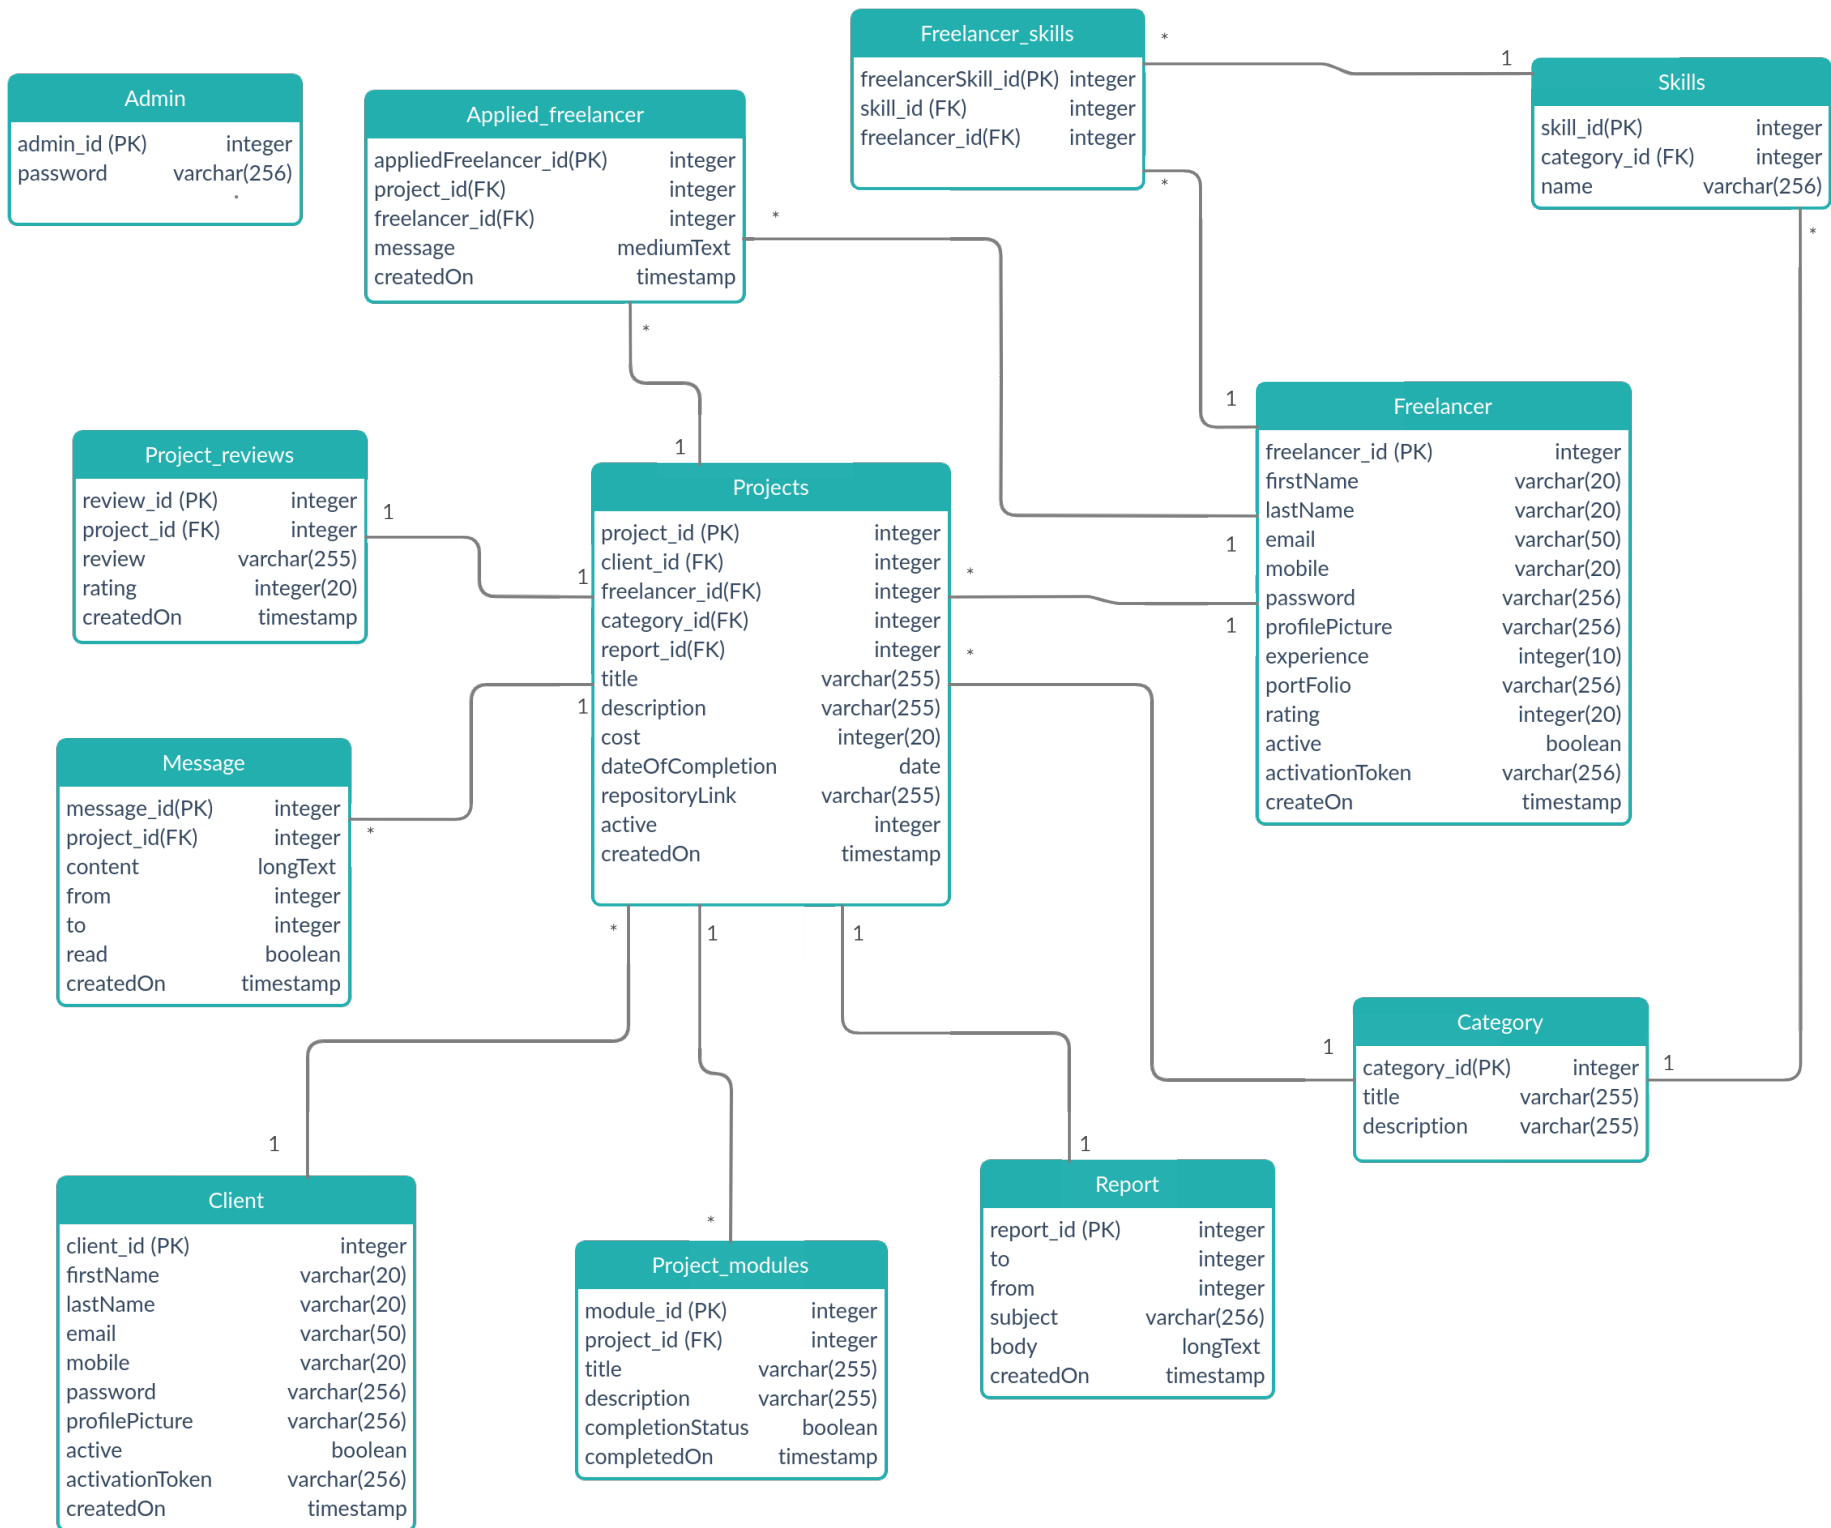 Freelancer_skills
freelancerSkill_id(PK) integer
skill_id (FK) integer
freelancer_id(FK) integer
*
*
1
Skills
skill_id(PK) integer
category_id (FK) integer
name varchar(256)
*
Admin
admin_id (PK) integer
password varchar(256)
Applied_freelancer
appliedFreelancer_id(PK) integer
project_id(FK) integer
freelancer_id(FK) integer
message mediumText
createdOn timestamp
*
*
1
1
Freelancer
freelancer_id (PK) integer
firstName varchar(20)
lastName varchar(20)
email varchar(50)
mobile varchar(20)
password varchar(256)
profilePicture varchar(256)
experience integer(10)
portFolio varchar(256)
rating integer(20)
active boolean
activationToken varchar(256)
createOn timestamp
1
1
Project_reviews
review_id (PK) integer
project_id (FK) integer
review varchar(255)
rating integer(20)
createdOn timestamp
1
1
Projects
project_id (PK) integer
client_id (FK) integer
freelancer_id(FK) integer
category_id(FK) integer
report_id(FK) integer
title varchar(255)
description varchar(255)
cost integer(20)
dateOfCompletion date
repositoryLink varchar(255)
active integer
createdOn timestamp
*
*
1
Message
message_id(PK) integer
project_id(FK) integer
content longText
from integer
to integer
read boolean
createdOn timestamp
*
*
1
1
1
1
Category
category_id(PK) integer
title varchar(255)
description varchar(255)
1
1
Client
client_id (PK) integer
firstName varchar(20)
lastName varchar(20)
email varchar(50)
mobile varchar(20)
password varchar(256)
profilePicture varchar(256)
active boolean
activationToken varchar(256)
createdOn timestamp
*
Project_modules
module_id (PK) integer
project_id (FK) integer
title varchar(255)
description varchar(255)
completionStatus boolean
completedOn timestamp
Report
report_id (PK) integer
to integer
from integer
subject varchar(256)
body longText
createdOn timestamp